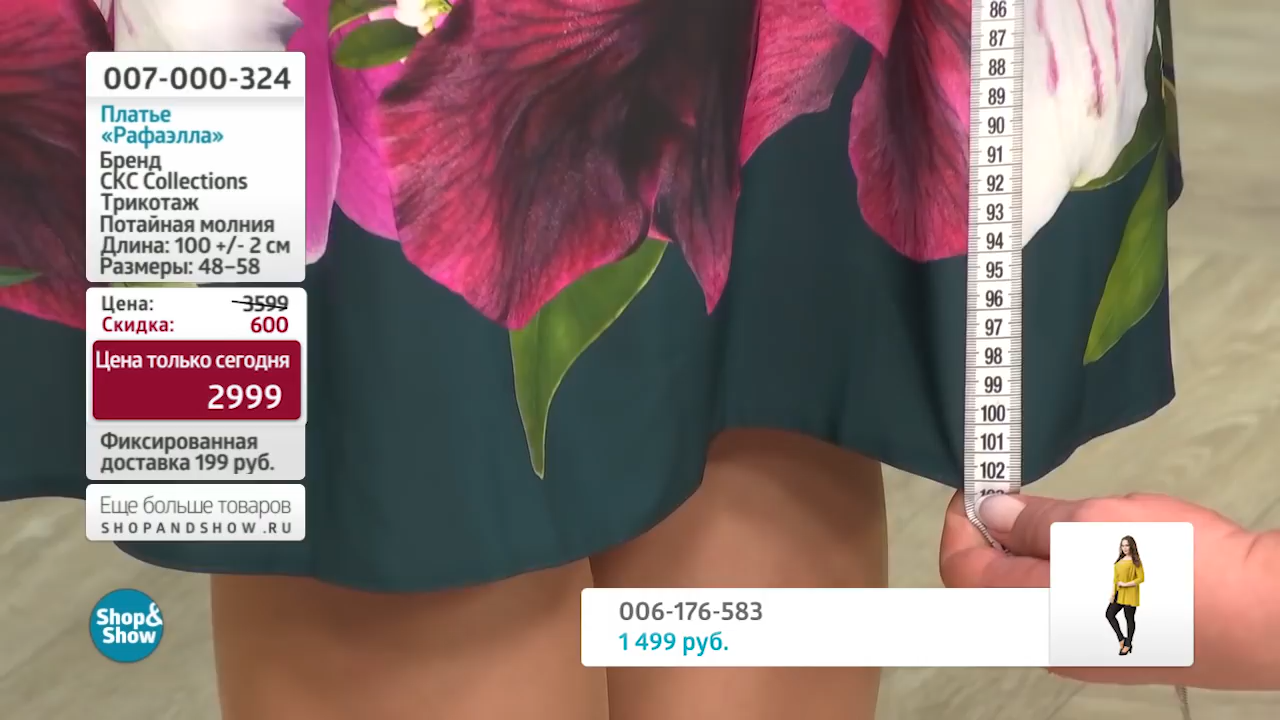 007-000-324
Платье
«Рафаэлла»
Бренд
CKC Collections
Трикотаж
Потайная молния
Длина: 100 +/- 2 см
Размеры: 48–58
Цена: 3599
Скидка: 600
Цена только сегодня
2999
Фиксированная
доставка 199 руб.
Еще больше товаров
SHOPANDSHOW.RU
Shop&
Show
86
87
88
89
90
91
92
93
94
95
96
97
98
99
100
101
102
006-176-583
1 499 руб.